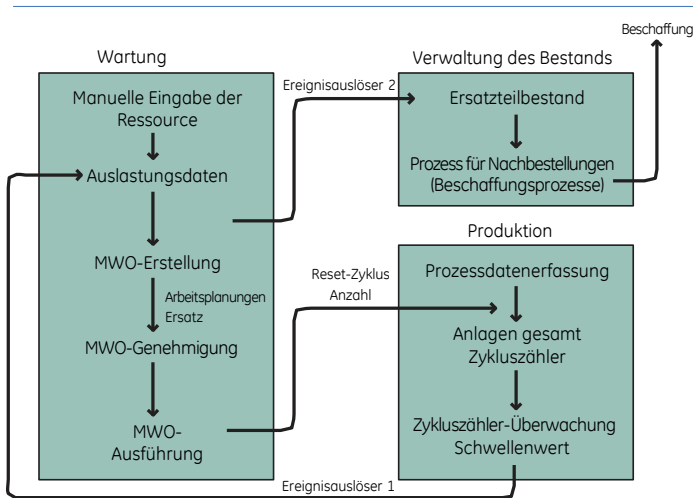 Beschaffung
Wartung
Manuelle Eingabe der
Ressource
Auslastungsdaten
MWO-Erstellung
Arbeitsplanungen
Ersatz
MWO-Genehmigung
MWO-
Ausführung
Ereignisauslöser 2
Verwaltung des Bestands
Ersatzteilbestand
Prozess für Nachbestellungen
(Beschaffungsprozesse)
Reset-Zyklus
Anzahl
Produktion
Prozessdatenerfassung
Anlagen gesamt
Zykluszähler
Zykluszähler-Überwachung
Schwellenwert
Ereignisauslöser 1